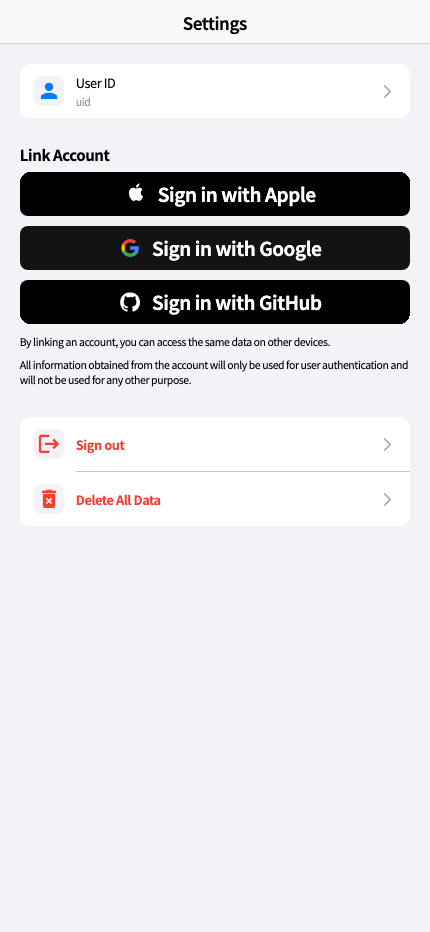 Settings
User ID
uid
Link Account
Sign in with Apple
Sign in with Google
Sign in with GitHub
By linking an account, you can access the same data on other devices.
All information obtained from the account will only be used for user authentication and
will not be used for any other purpose.
Sign out
Delete All Data